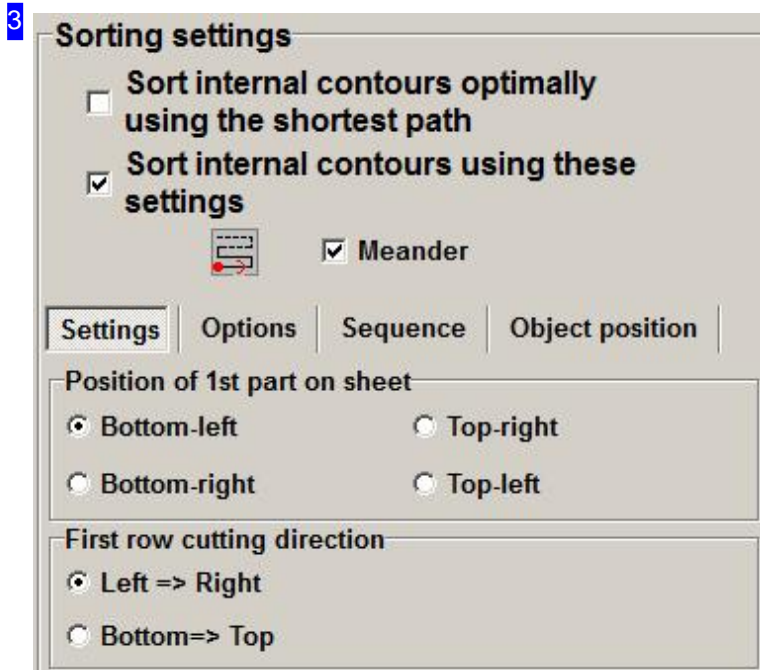 3
Sorting settings
Sort internal contours optimally
using the shortest path
Sort internal contours using these
settings
Meander
Settings Options Sequence Object position
Position of 1st part on sheet
Bottom-left Top-right
Bottom-right Top-left
First row cutting direction
Left => Right
Bottom=> Top